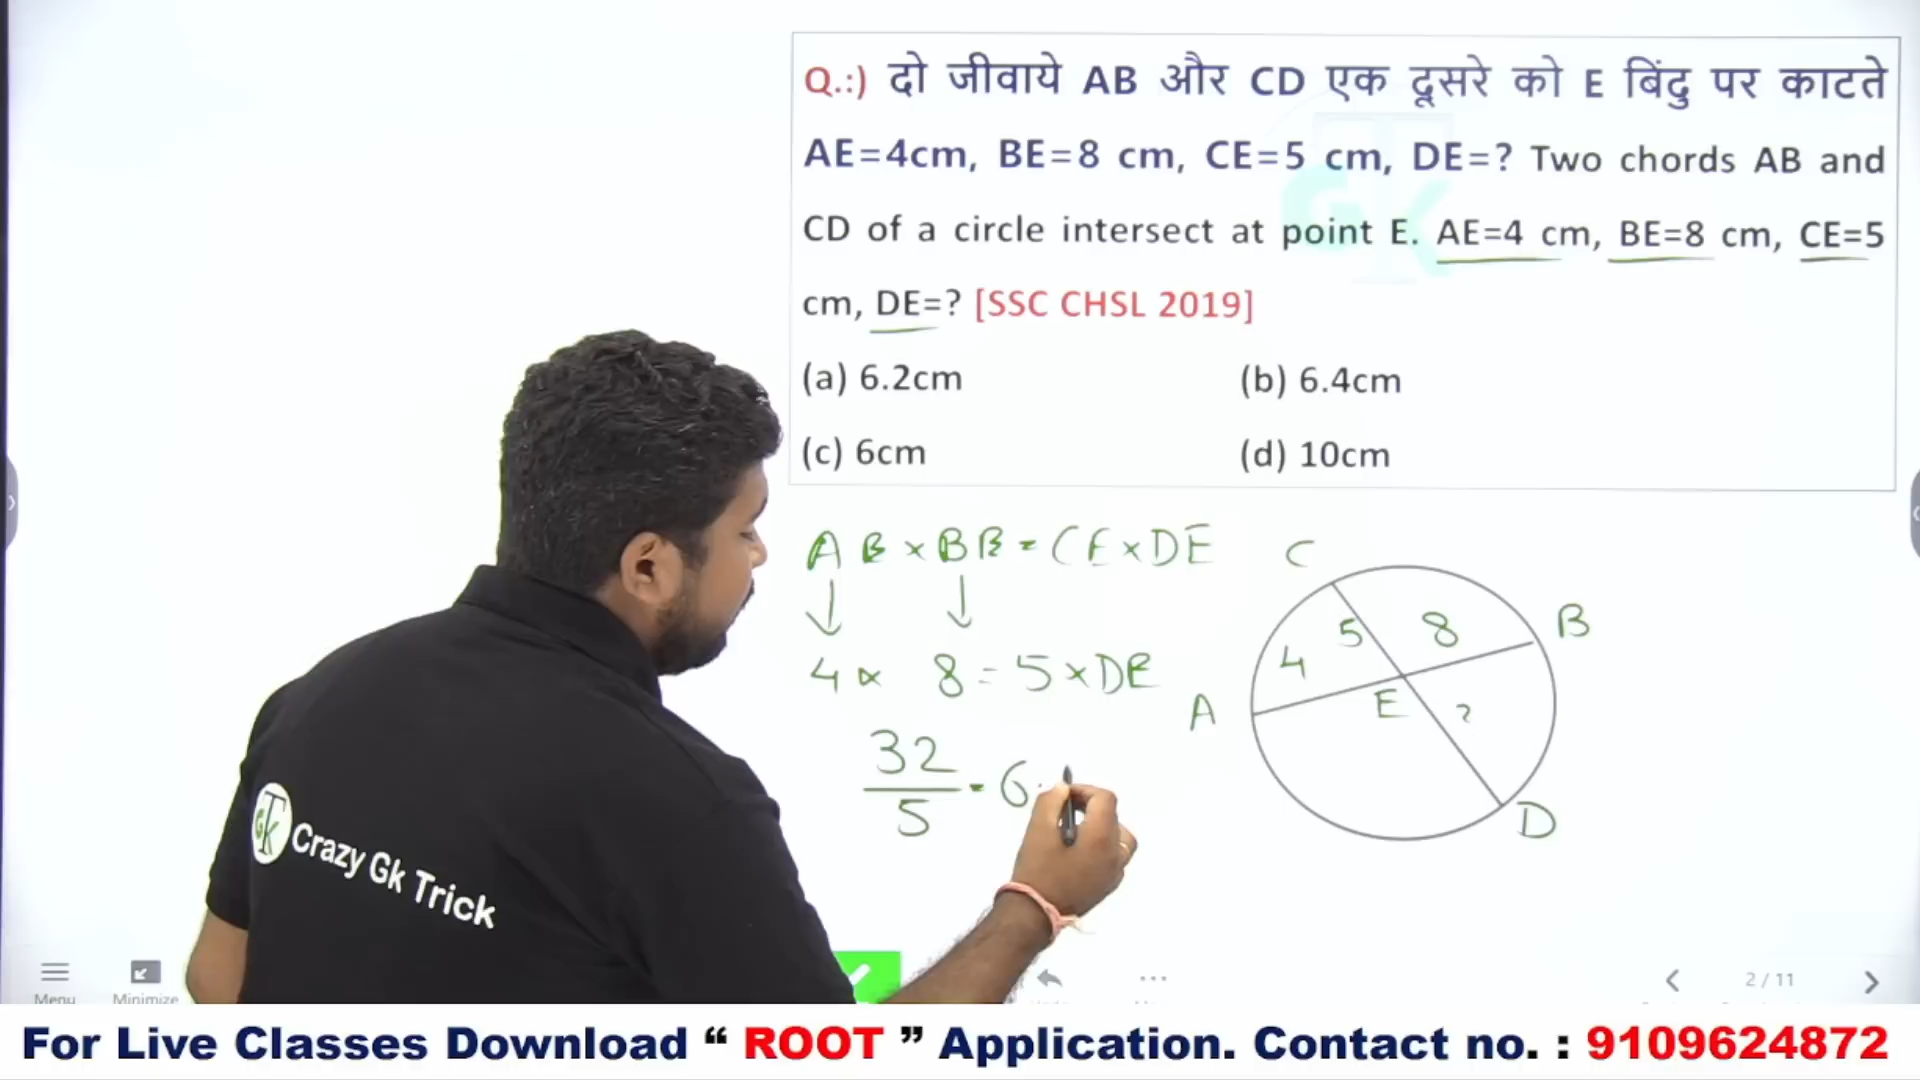 Q.:) दो जीवाये AB और CD एक दूसरे को E बिंदु पर काटते
AE=4cm, BE=8 cm, CE=5 cm, DE=? Two chords AB and
CD of a circle intersect at point E. AE=4 cm, BE=8 cm, CE=5
cm, DE=? [SSC CHSL 2019]
(a) 6.2cm (b) 6.4cm
(c) 6cm (d) 10cm
AE × BE = CE × DE
4 × 8 = 5 × DE
32
5
= 6.
C
B
5
8
4
A
E
?
D
GK
Crazy Gk Trick
Menu
Minimize
2 / 11
For Live Classes Download “ ROOT ” Application. Contact no. : 9109624872